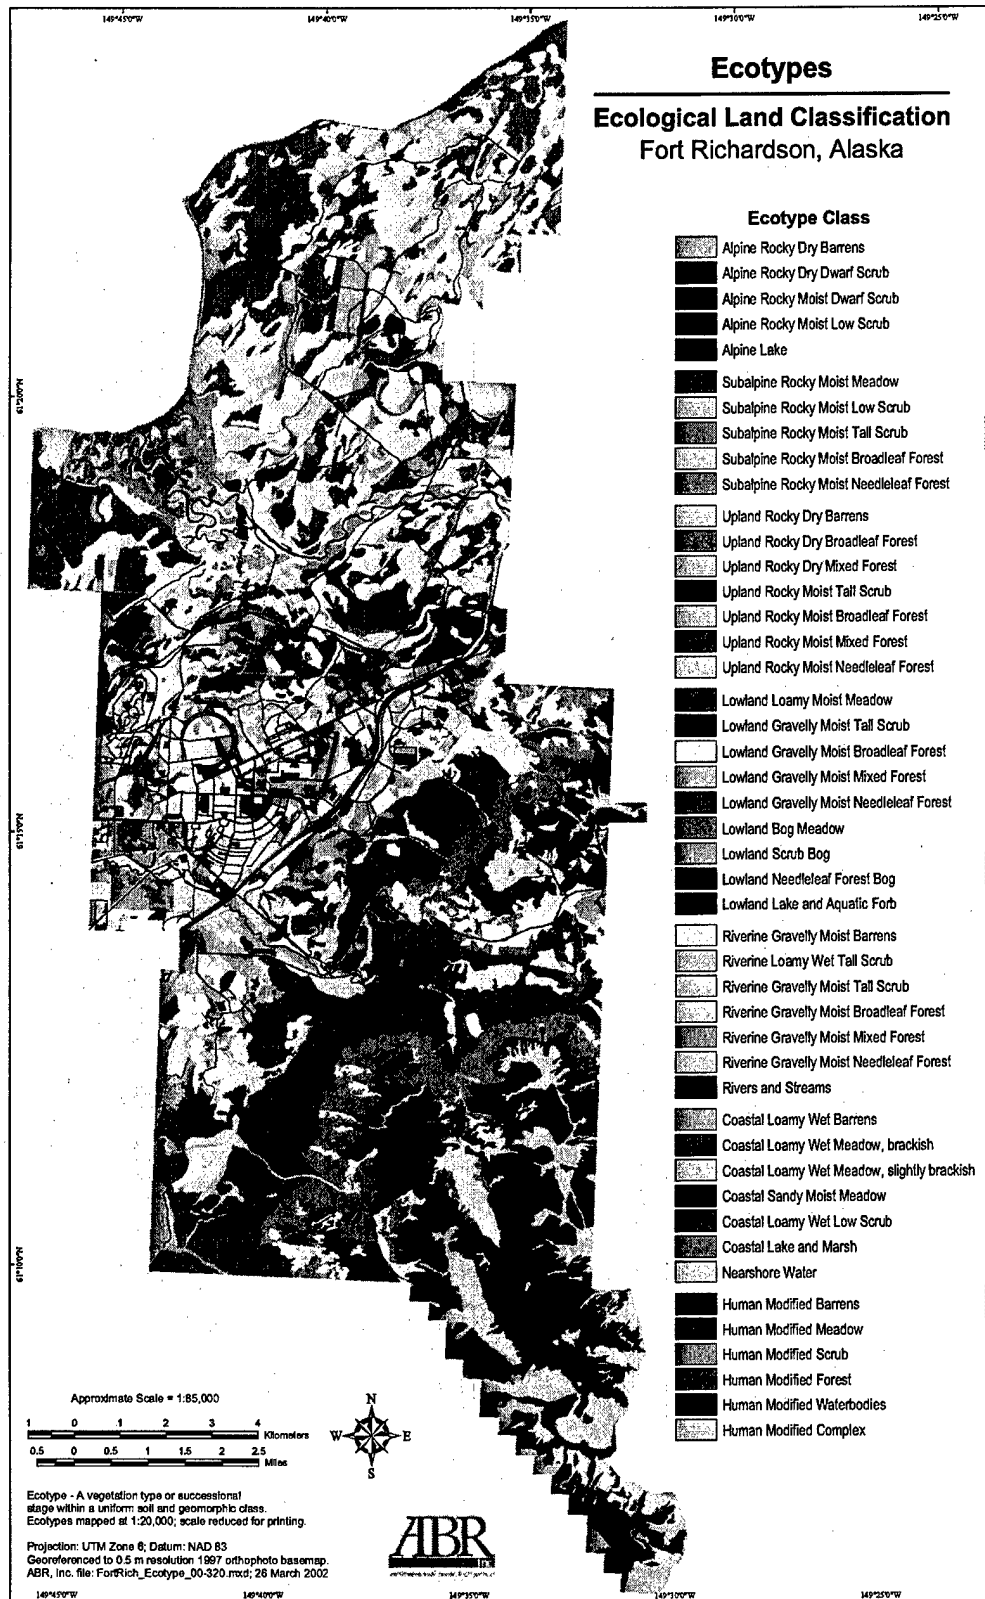 149°45'0"W 149°40'0"W 149°35'0"W 149°30'0"W 149°25'0"W
Ecotypes
Ecological Land Classification
Fort Richardson, Alaska
Ecotype Class
Alpine Rocky Dry Barrens
Alpine Rocky Dry Dwarf Scrub
Alpine Rocky Moist Dwarf Scrub
Alpine Rocky Moist Low Scrub
Alpine Lake
Subalpine Rocky Moist Meadow
Subalpine Rocky Moist Low Scrub
Subalpine Rocky Moist Tall Scrub
Subalpine Rocky Moist Broadleaf Forest
Subalpine Rocky Moist Needleleaf Forest
Upland Rocky Dry Barrens
Upland Rocky Dry Broadleaf Forest
Upland Rocky Dry Mixed Forest
Upland Rocky Moist Tall Scrub
Upland Rocky Moist Broadleaf Forest
Upland Rocky Moist Mixed Forest
Upland Rocky Moist Needleleaf Forest
Lowland Loamy Moist Meadow
Lowland Gravelly Moist Tall Scrub
Lowland Gravelly Moist Broadleaf Forest
Lowland Gravelly Moist Mixed Forest
Lowland Gravelly Moist Needleleaf Forest
Lowland Bog Meadow
Lowland Scrub Bog
Lowland Needleleaf Forest Bog
Lowland Lake and Aquatic Forb
Riverine Gravelly Moist Barrens
Riverine Loamy Wet Tall Scrub
Riverine Gravelly Moist Tall Scrub
Riverine Gravelly Moist Broadleaf Forest
Riverine Gravelly Moist Mixed Forest
Riverine Gravelly Moist Needleleaf Forest
Rivers and Streams
Coastal Loamy Wet Barrens
Coastal Loamy Wet Meadow, brackish
Coastal Loamy Wet Meadow, slightly brackish
Coastal Sandy Moist Meadow
Coastal Loamy Wet Low Scrub
Coastal Lake and Marsh
Nearshore Water
Human Modified Barrens
Human Modified Meadow
Human Modified Scrub
Human Modified Forest
Human Modified Waterbodies
Human Modified Complex
61°20'0"N
61°15'0"N
61°10'0"N
Approximate Scale = 1:85,000
1 0 1 2 3 4
Kilometers
0.5 0 0.5 1 1.5 2 2.5
Miles
N
W E
S
Ecotype - A vegetation type or successional
stage within a uniform soil and geomorphic class.
Ecotypes mapped at 1:20,000; scale reduced for printing.
Projection: UTM Zone 6; Datum: NAD 83
Georeferenced to 0.5 m resolution 1997 orthophoto basemap.
ABR, Inc. file: FortRich_Ecotype_00-320.mxd; 26 March 2002
ABR
149°45'0"W 149°40'0"W 149°35'0"W 149°30'0"W 149°25'0"W